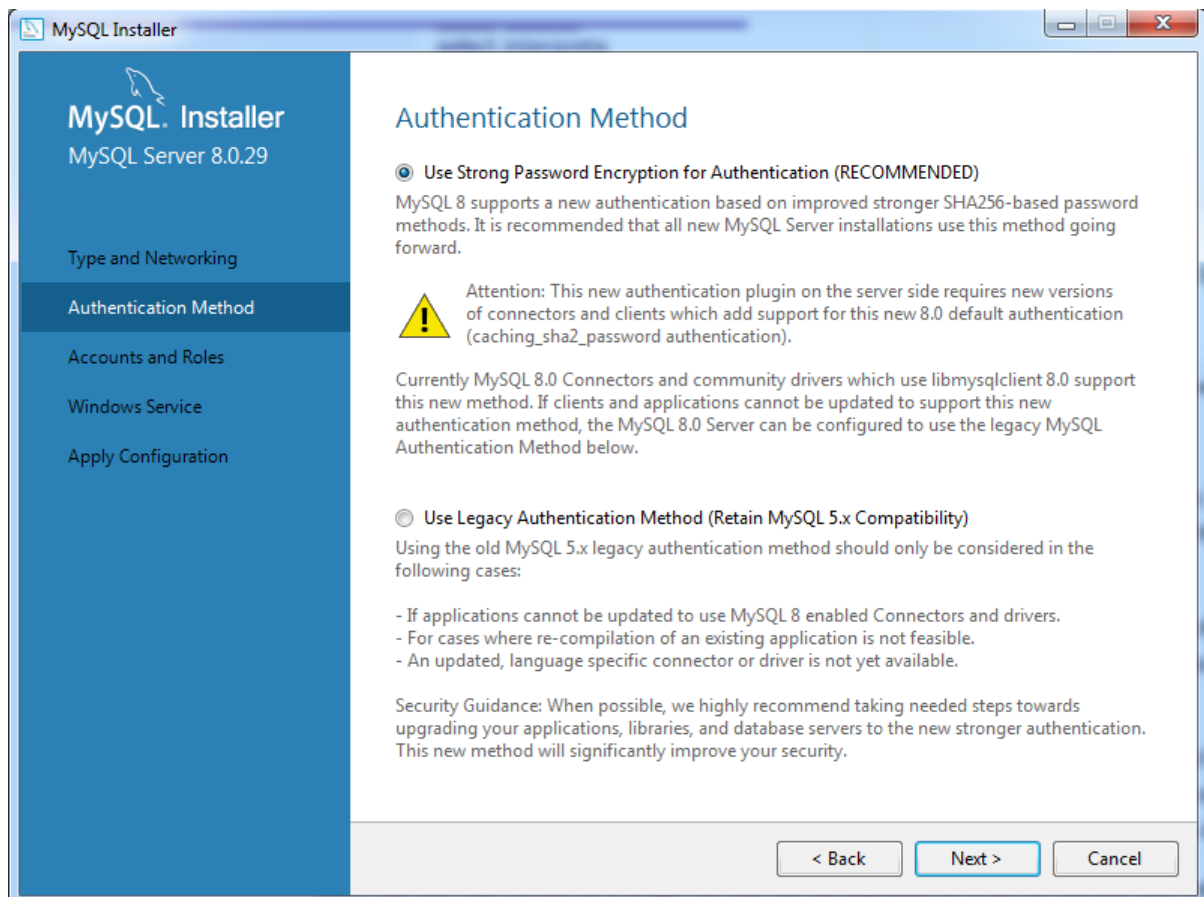 MySQL Installer
MySQL. Installer
MySQL Server 8.0.29
Type and Networking
Authentication Method
Accounts and Roles
Windows Service
Apply Configuration
Authentication Method
Use Strong Password Encryption for Authentication (RECOMMENDED)
MySQL 8 supports a new authentication based on improved stronger SHA256-based password
methods. It is recommended that all new MySQL Server installations use this method going
forward.
Attention: This new authentication plugin on the server side requires new versions
of connectors and clients which add support for this new 8.0 default authentication
(caching_sha2_password authentication).
Currently MySQL 8.0 Connectors and community drivers which use libmysqlclient 8.0 support
this new method. If clients and applications cannot be updated to support this new
authentication method, the MySQL 8.0 Server can be configured to use the legacy MySQL
Authentication Method below.
Use Legacy Authentication Method (Retain MySQL 5.x Compatibility)
Using the old MySQL 5.x legacy authentication method should only be considered in the
following cases:
- If applications cannot be updated to use MySQL 8 enabled Connectors and drivers.
- For cases where re-compilation of an existing application is not feasible.
- An updated, language specific connector or driver is not yet available.
Security Guidance: When possible, we highly recommend taking needed steps towards
upgrading your applications, libraries, and database servers to the new stronger authentication.
This new method will significantly improve your security.
< Back
Next >
Cancel